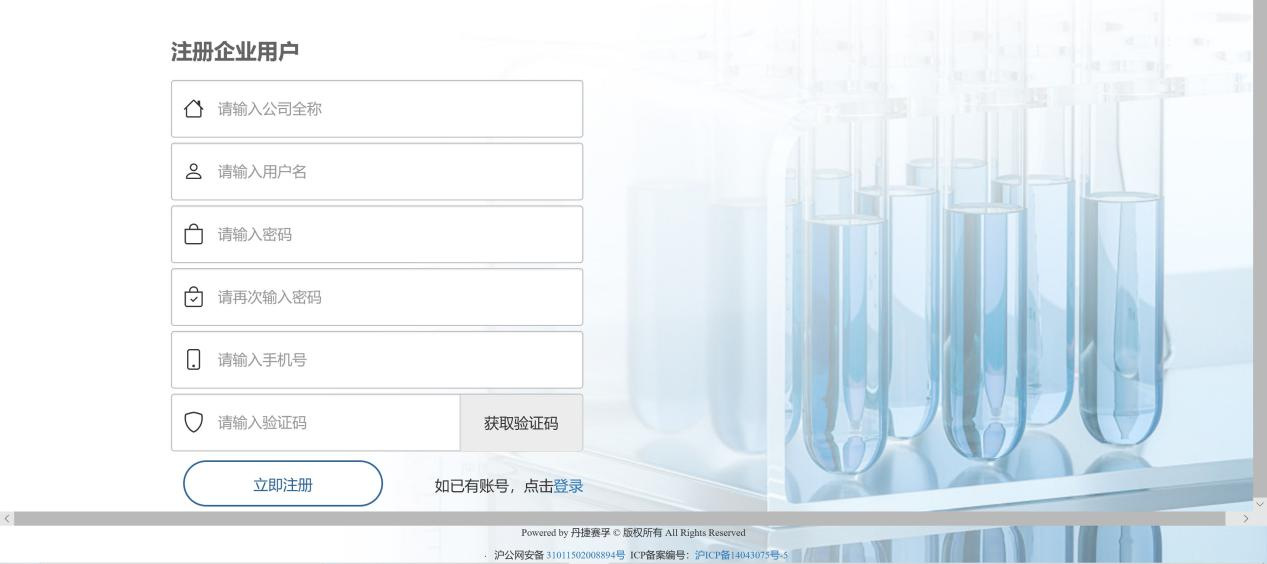 注册企业用户
请输入公司全称
请输入用户名
请输入密码
请再次输入密码
请输入手机号
请输入验证码 获取验证码
立即注册 如已有账号，点击登录
Powered by 丹捷赛孚 © 版权所有 All Rights Reserved
沪公网安备 31011502008894号 ICP备案编号：沪ICP备14043075号-5